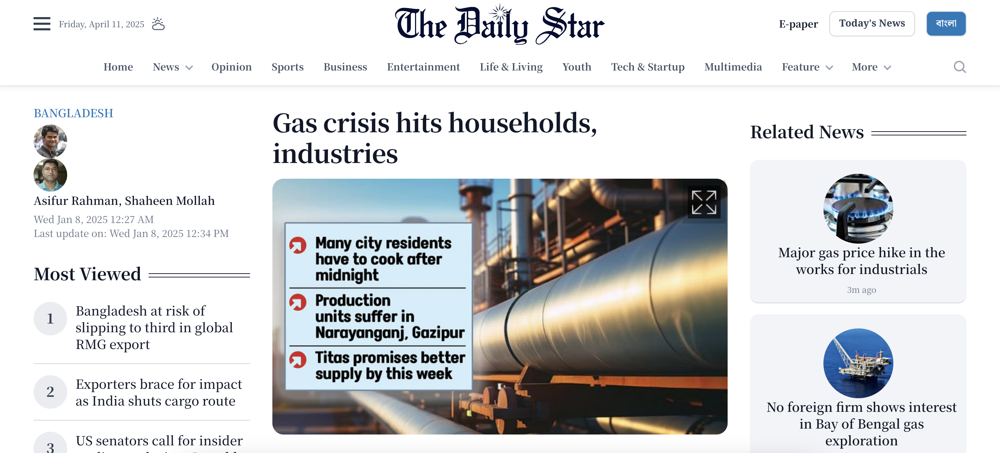 Friday, April 11, 2025
The Daily Star
E-paper
Today's News
বাংলা
Home
News
Opinion
Sports
Business
Entertainment
Life & Living
Youth
Tech & Startup
Multimedia
Feature
More
BANGLADESH
Asifur Rahman, Shaheen Mollah
Wed Jan 8, 2025 12:27 AM
Last update on: Wed Jan 8, 2025 12:34 PM
Most Viewed
1
Bangladesh at risk of
slipping to third in global
RMG export
2
Exporters brace for impact
as India shuts cargo route
3
US senators call for insider
Gas crisis hits households,
industries
Many city residents
have to cook after
midnight
Production
units suffer in
Narayanganj, Gazipur
Titas promises better
supply by this week
Related News
Major gas price hike in the
works for industrials
3m ago
No foreign firm shows interest
in Bay of Bengal gas
exploration